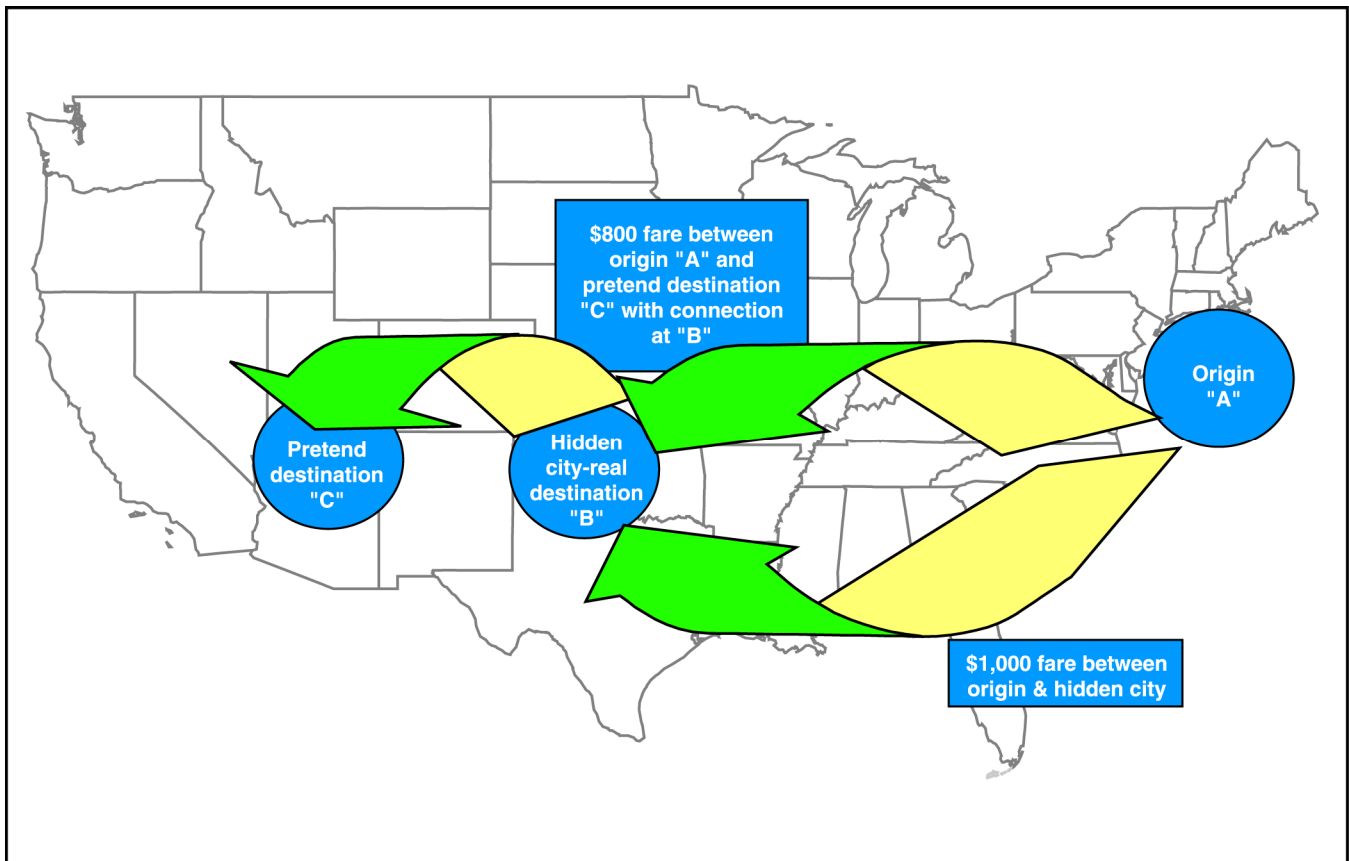 $800 fare between
origin "A" and
pretend destination
"C" with connection
at "B"
Origin
"A"
Pretend
destination
"C"
Hidden
city-real
destination
"B"
$1,000 fare between
origin & hidden city